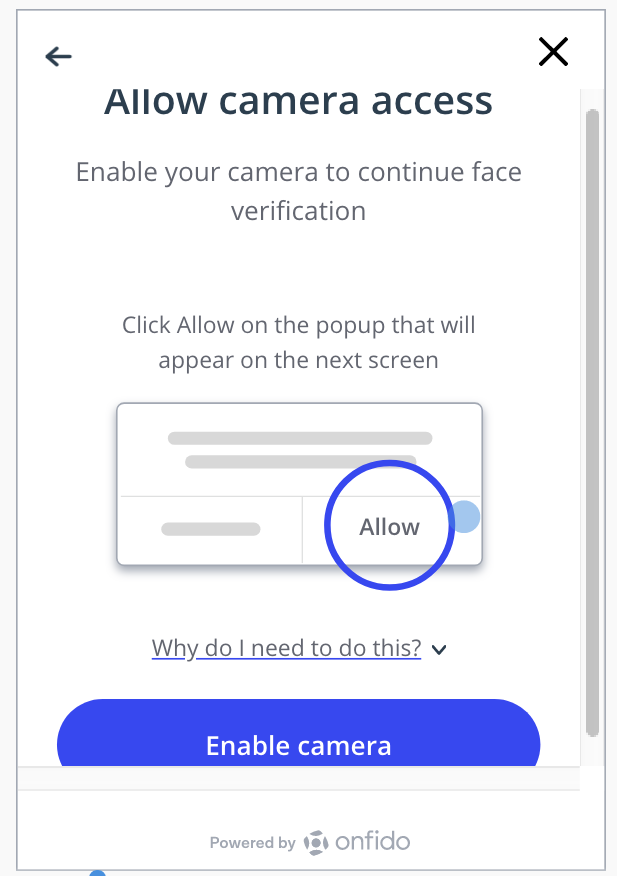 Allow camera access
Enable your camera to continue face
verification
Click Allow on the popup that will
appear on the next screen
Allow
Why do I need to do this?
Enable camera
Powered by onfido